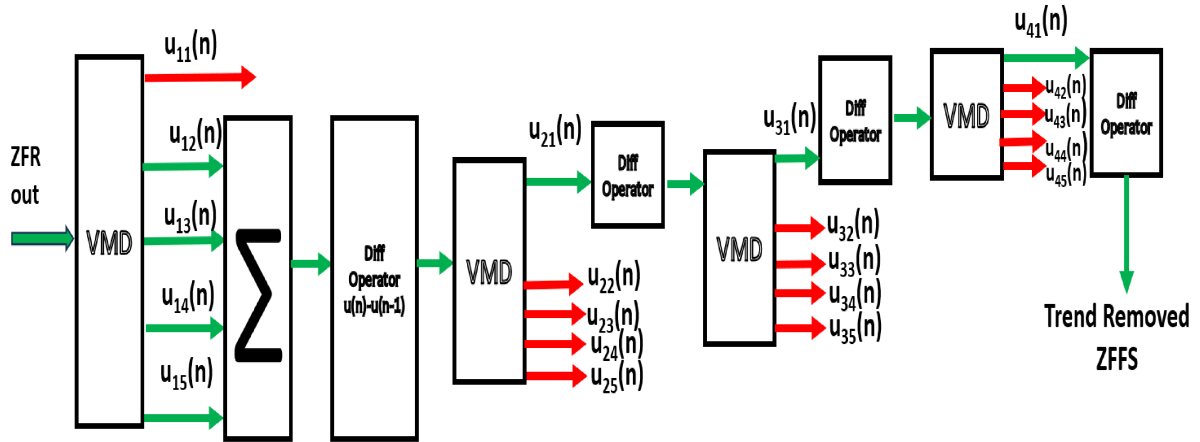 ZFR
out
VMD
u11(n)
u12(n)
u13(n)
u14(n)
u15(n)
Σ
Diff
Operator
u(n)-u(n-1)
VMD
u21(n)
u22(n)
u23(n)
u24(n)
u25(n)
Diff
Operator
VMD
u31(n)
u32(n)
u33(n)
u34(n)
u35(n)
Diff
Operator
VMD
u41(n)
u42(n)
u43(n)
u44(n)
u45(n)
Diff
Operator
Trend Removed
ZFFS